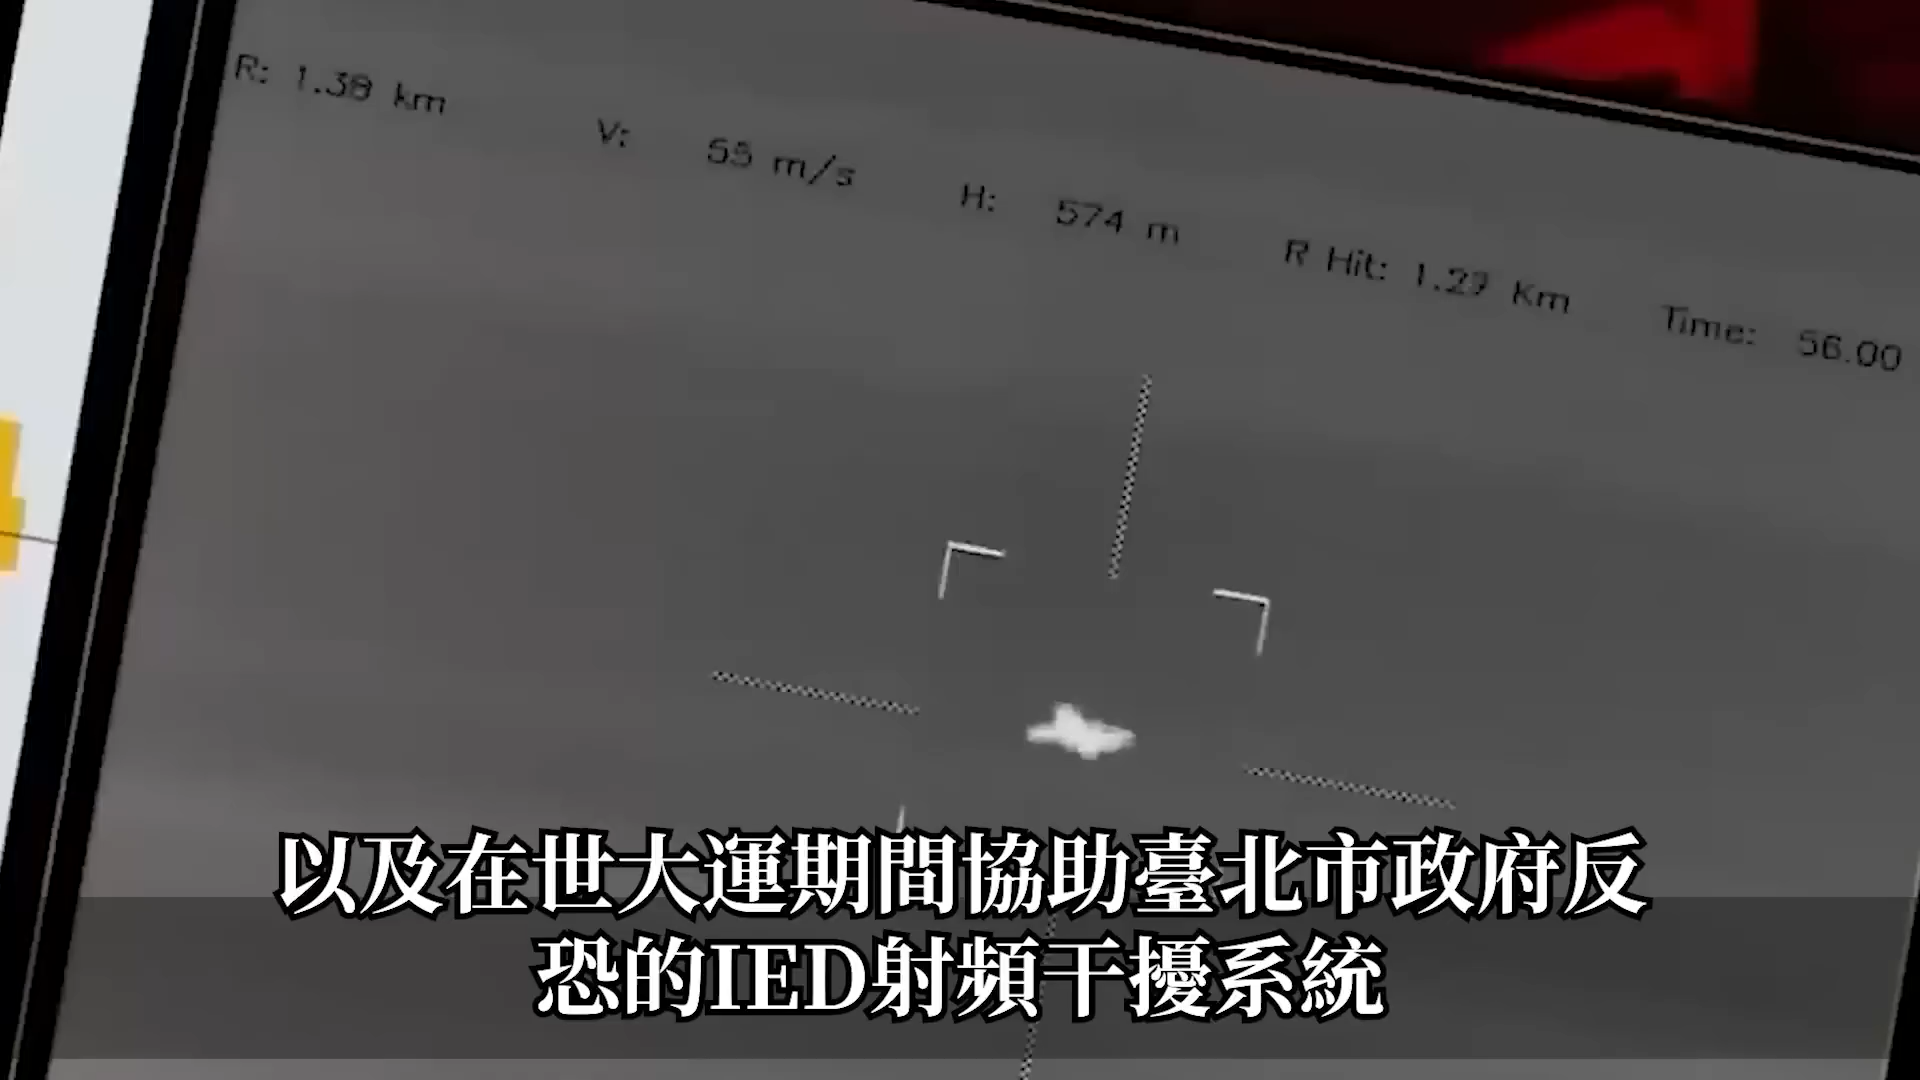 R: 1.38 km V: 55 m/s H: 574 m R Hit: 1.27 Km Time: 56.00
以及在世大運期間協助臺北市政府反
恐的IED射頻干擾系統